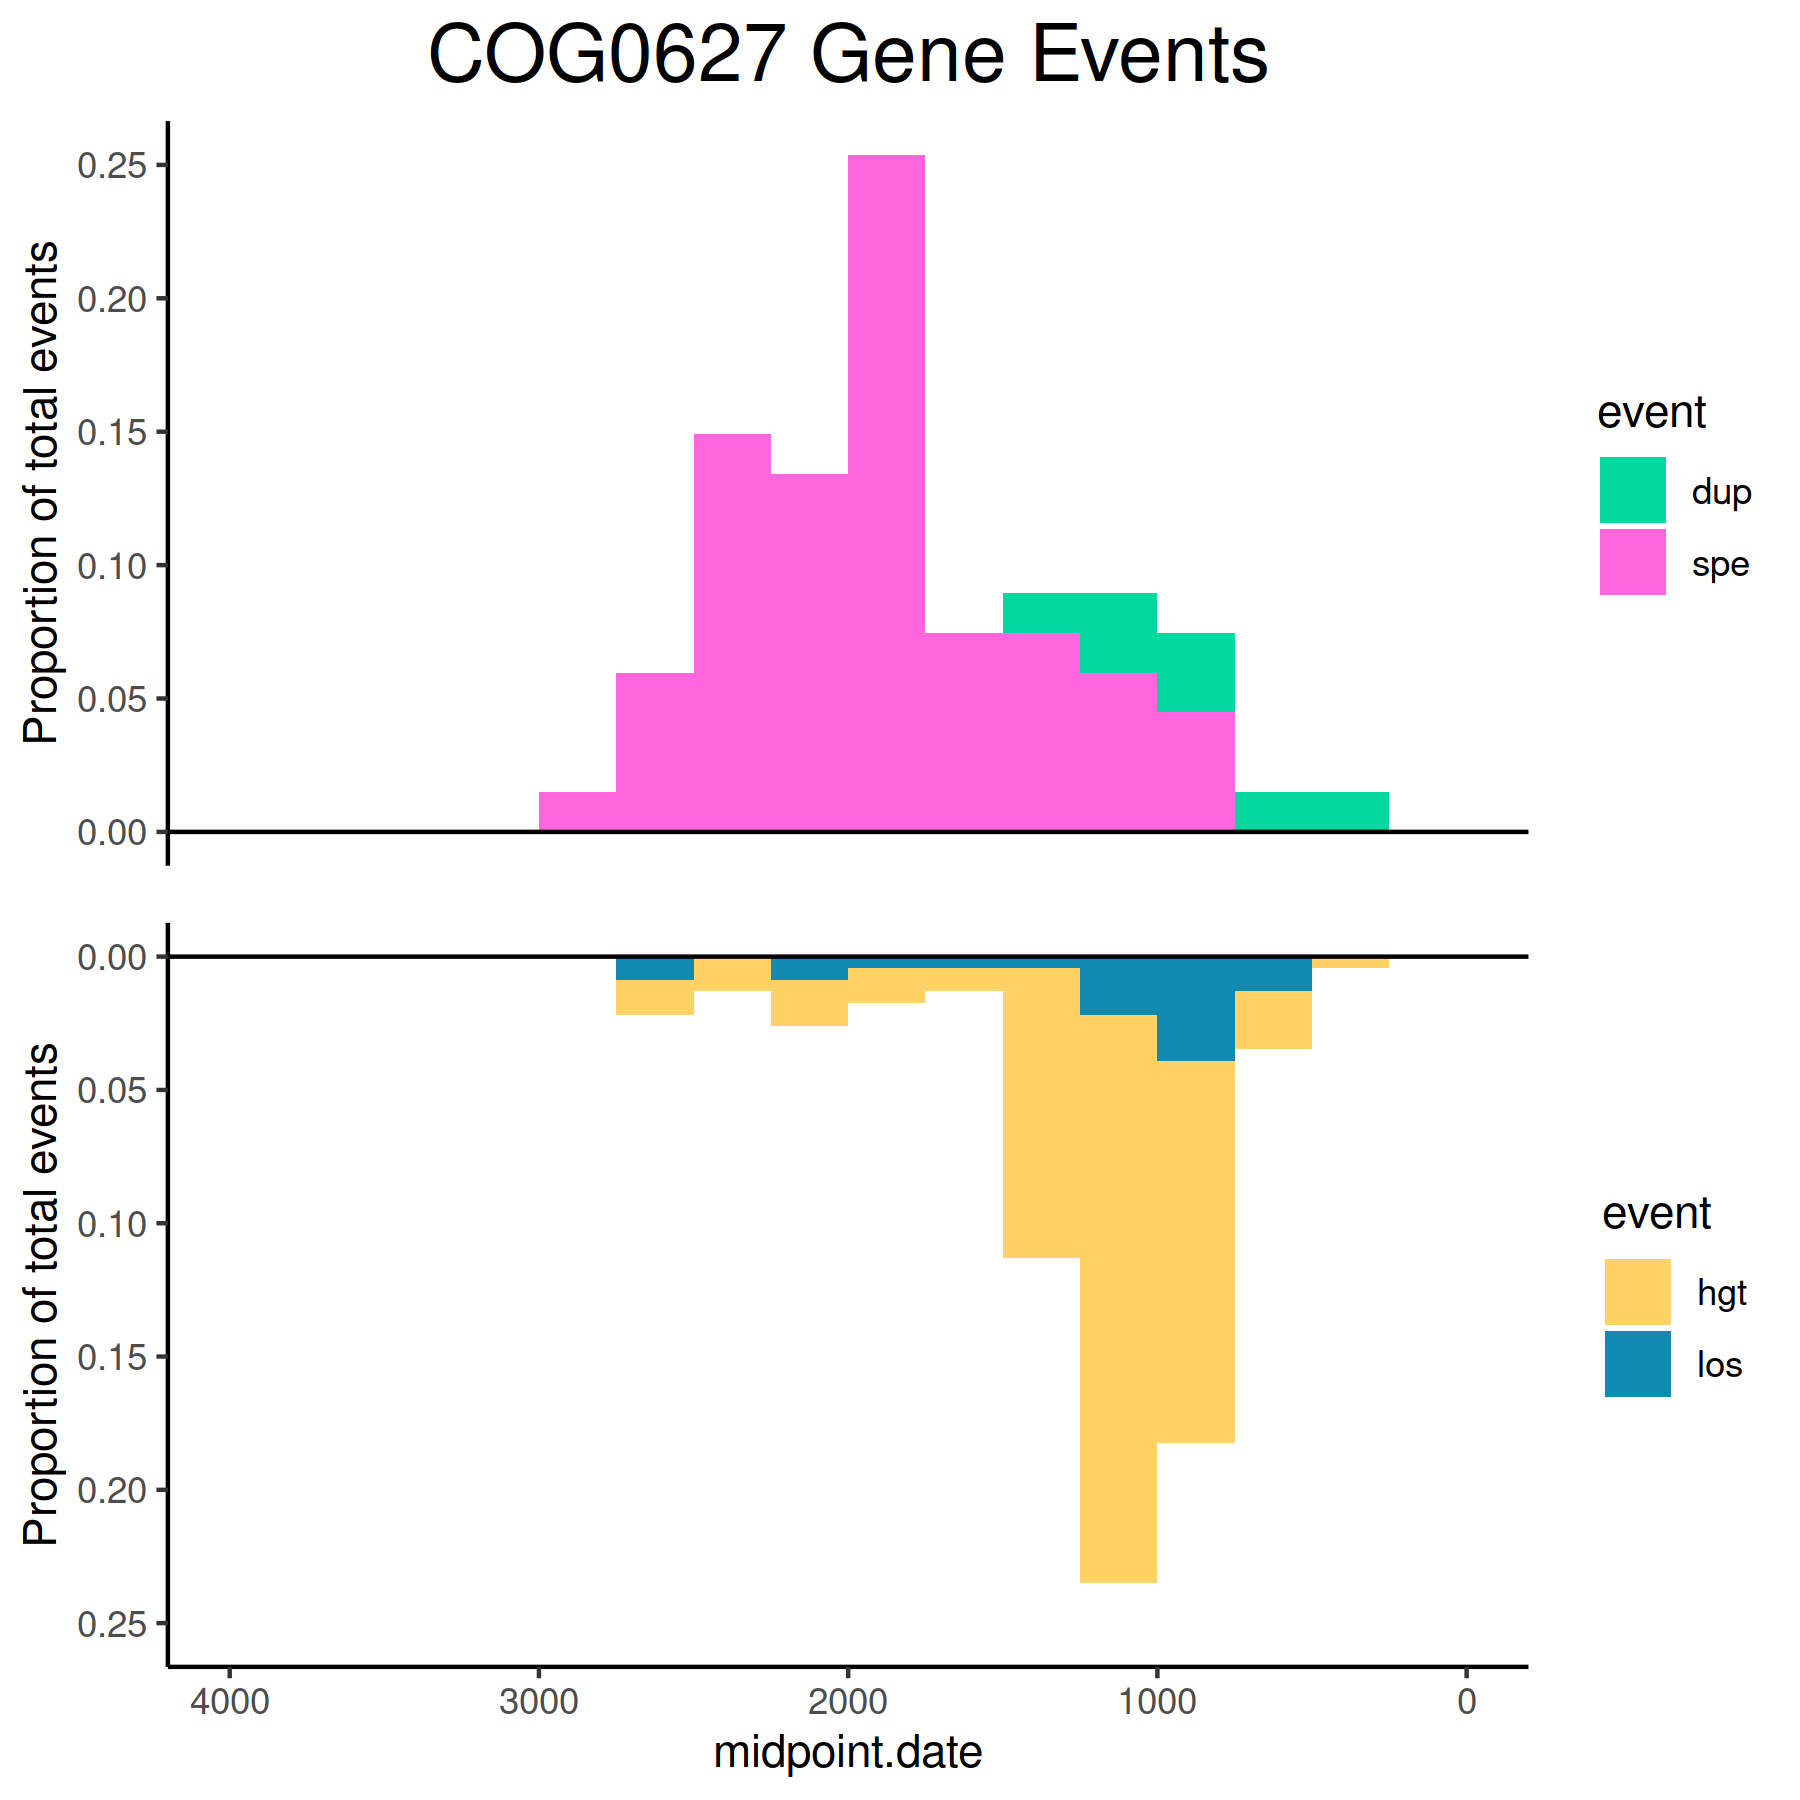 COG0627 Gene Events
Proportion of total events
0.25
0.20
0.15
0.10
0.05
0.00
event
dup
spe
Proportion of total events
0.00
0.05
0.10
0.15
0.20
0.25
event
hgt
los
4000 3000 2000 1000 0
midpoint.date